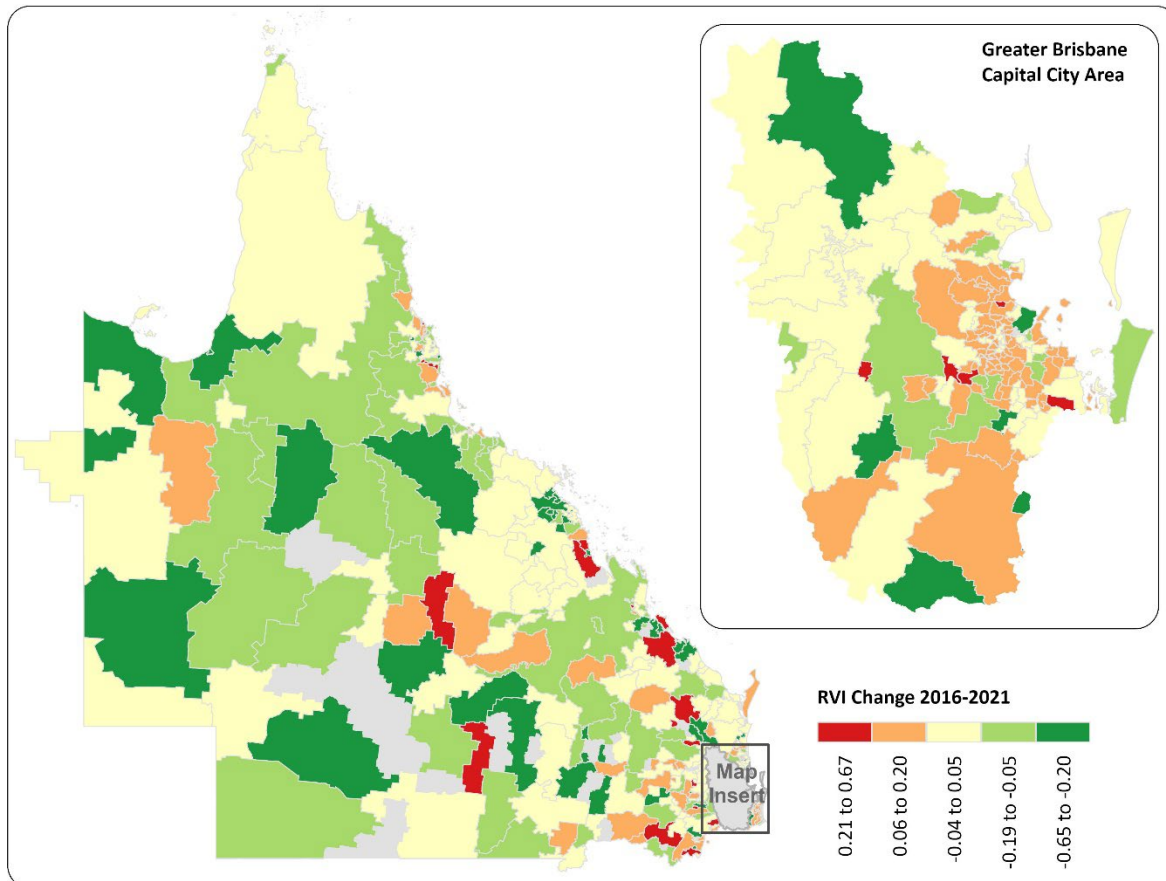 Greater Brisbane
Capital City Area
RVI Change 2016-2021
Map
Insert
0.21 to 0.67
0.06 to 0.20
-0.04 to 0.05
-0.19 to -0.05
-0.65 to -0.20